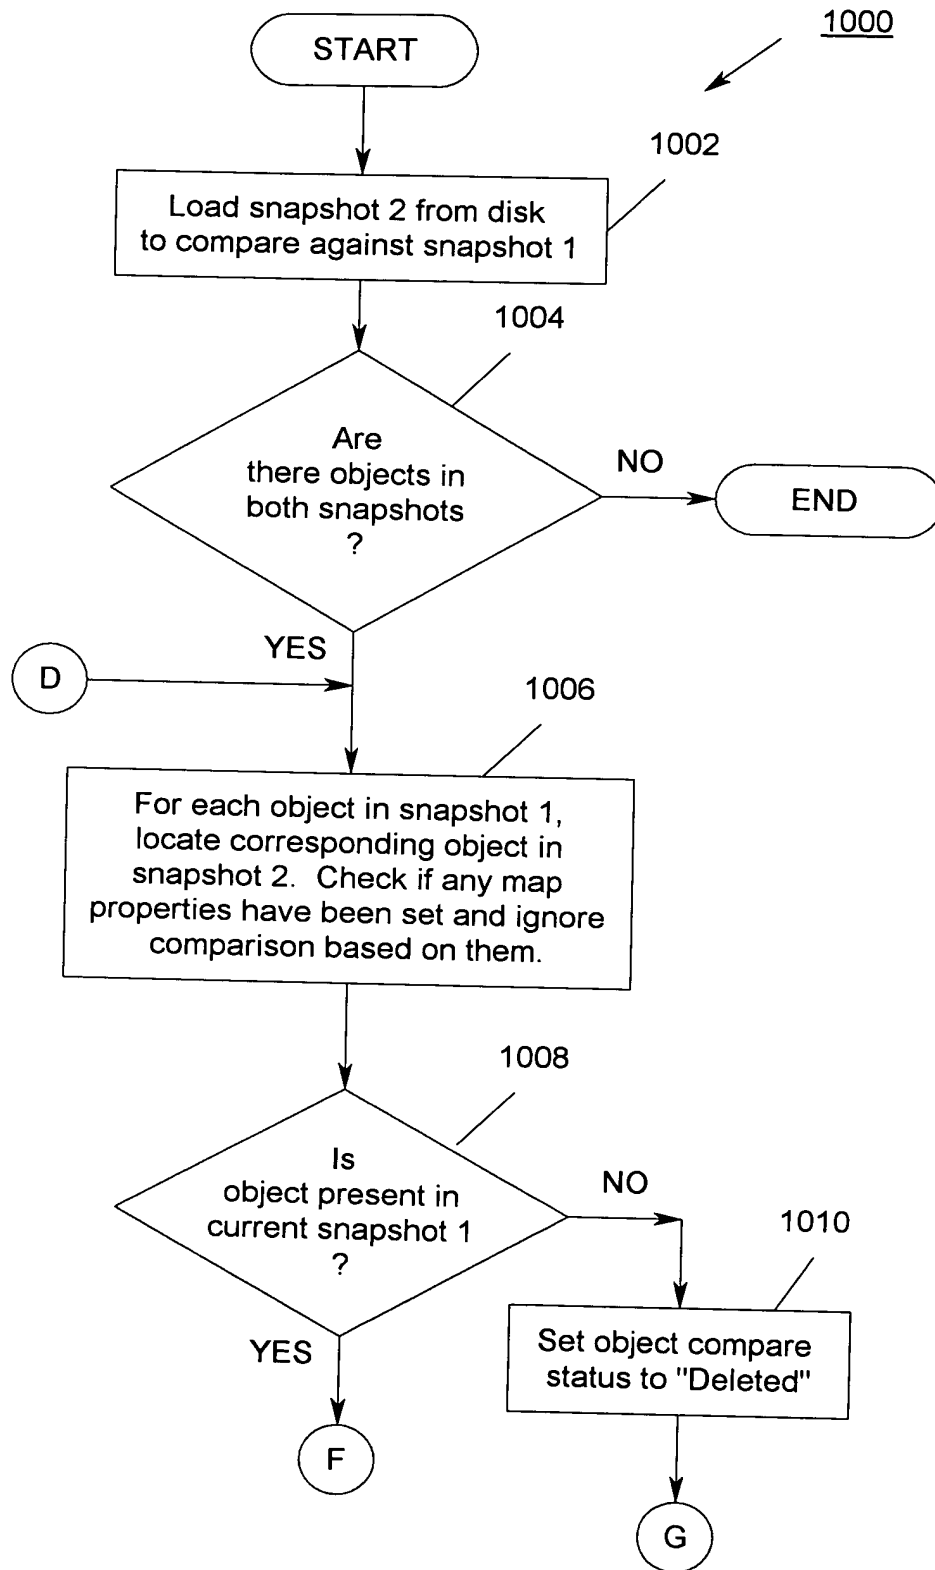 1000
START
1002
Load snapshot 2 from disk
to compare against snapshot 1
1004
Are
there objects in
both snapshots
?
NO
END
YES
D
1006
For each object in snapshot 1,
locate corresponding object in
snapshot 2. Check if any map
properties have been set and ignore
comparison based on them.
1008
Is
object present in
current snapshot 1
?
NO
1010
YES
Set object compare
status to "Deleted"
F
G